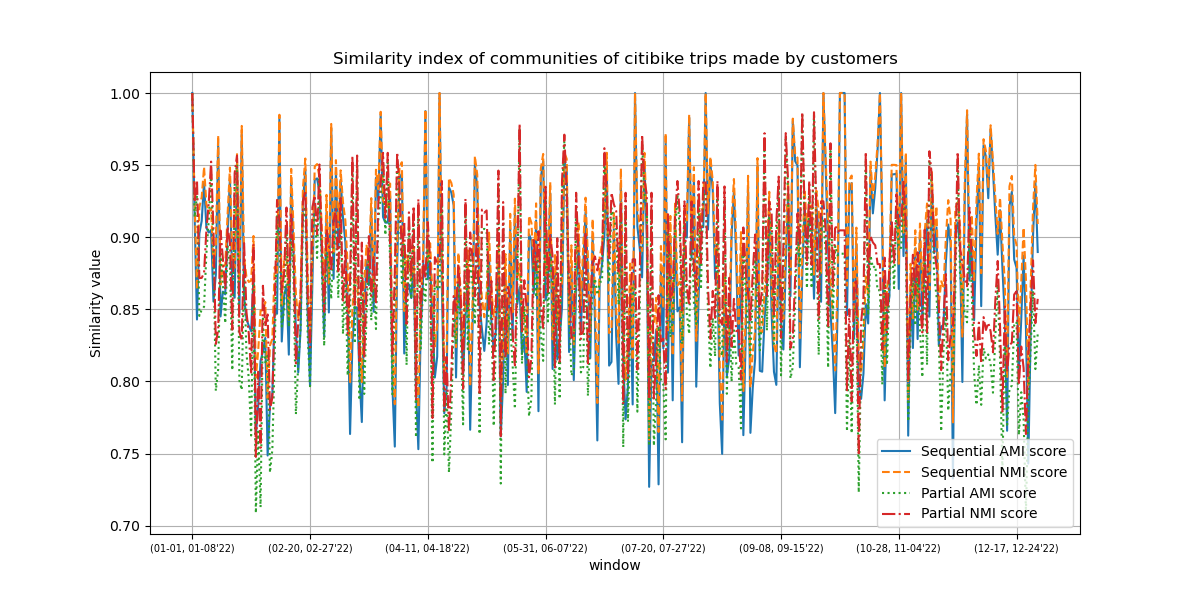 Similarity index of communities of citibike trips made by customers
Similarity value
1.00
0.95
0.90
0.85
0.80
0.75
0.70
Sequential AMI score
Sequential NMI score
Partial AMI score
Partial NMI score
(01-01, 01-08'22) (02-20, 02-27'22) (04-11, 04-18'22) (05-31, 06-07'22) (07-20, 07-27'22) (09-08, 09-15'22) (10-28, 11-04'22) (12-17, 12-24'22)
window